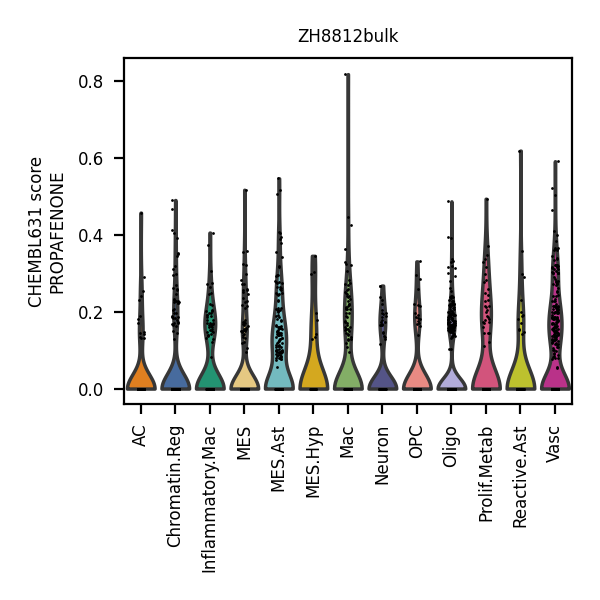 ZH8812bulk
CHEMBL631 score
PROPAFENONE
0.8
0.6
0.4
0.2
0.0
AC
Chromatin.Reg
Inflammatory.Mac
MES
MES.Ast
MES.Hyp
Mac
Neuron
OPC
Oligo
Prolif.Metab
Reactive.Ast
Vasc